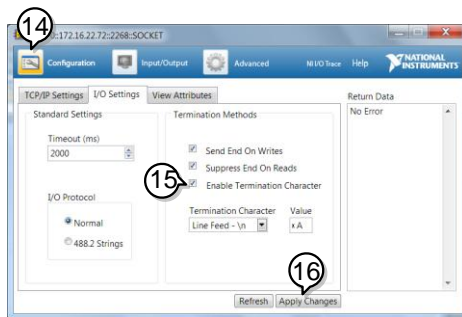 14
::172.16.22.72::2268::SOCKET
Configuration Input/Output Advanced NI I/O Trace Help NATIONAL INSTRUMENTS
TCP/IP Settings I/O Settings View Attributes Return Data
Standard Settings Termination Methods No Error
Timeout (ms)
2000 Send End On Writes
Suppress End On Reads
15 Enable Termination Character
I/O Protocol
Termination Character Value
Normal Line Feed - \n xA
488.2 Strings
16
Refresh Apply Changes